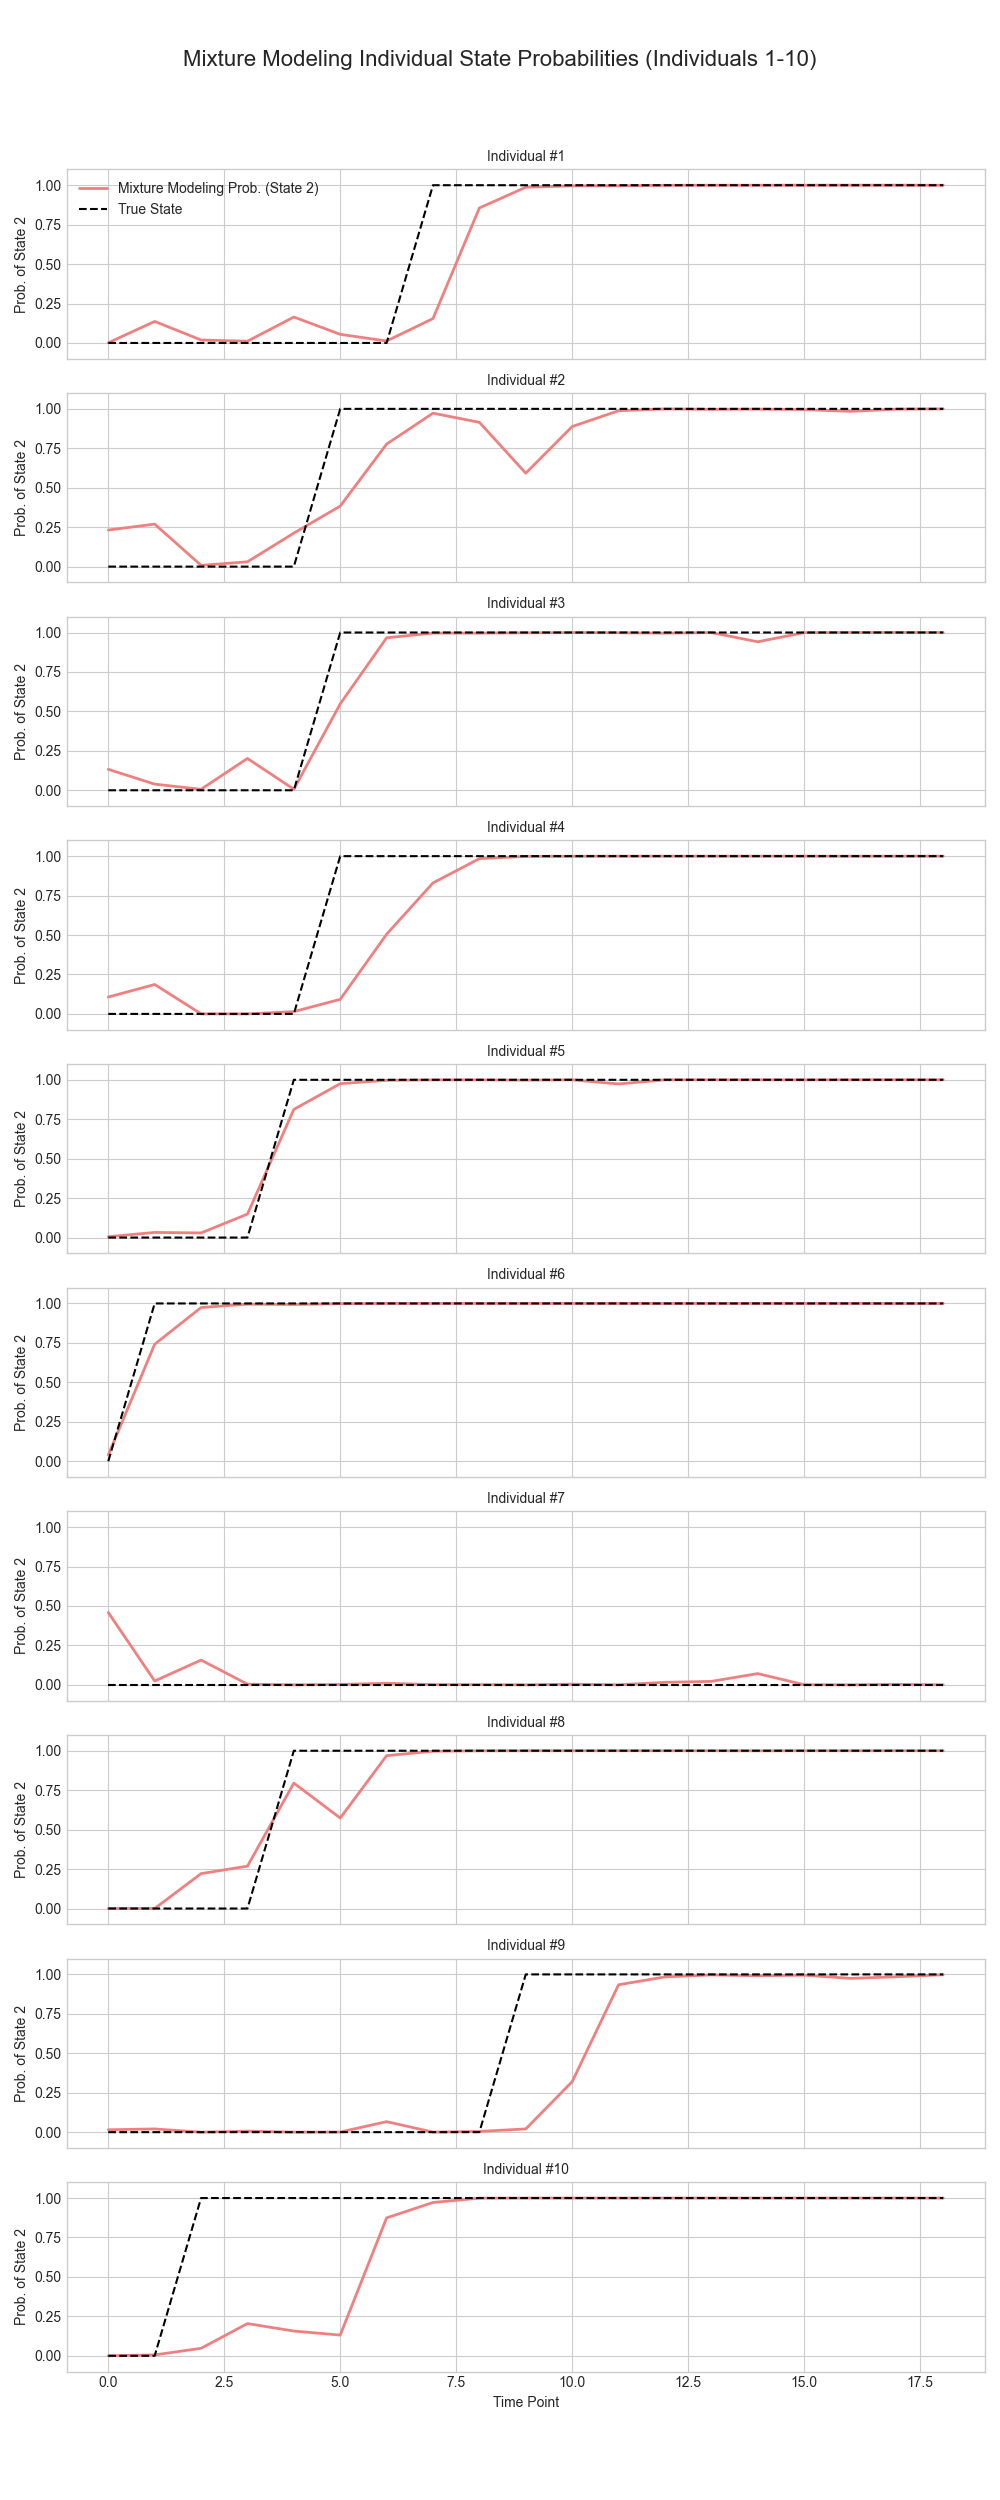 Mixture Modeling Individual State Probabilities (Individuals 1-10)
Individual #1
Mixture Modeling Prob. (State 2)
True State
Prob. of State 2
1.00
0.75
0.50
0.25
0.00
Individual #2
Prob. of State 2
1.00
0.75
0.50
0.25
0.00
Individual #3
Prob. of State 2
1.00
0.75
0.50
0.25
0.00
Individual #4
Prob. of State 2
1.00
0.75
0.50
0.25
0.00
Individual #5
Prob. of State 2
1.00
0.75
0.50
0.25
0.00
Individual #6
Prob. of State 2
1.00
0.75
0.50
0.25
0.00
Individual #7
Prob. of State 2
1.00
0.75
0.50
0.25
0.00
Individual #8
Prob. of State 2
1.00
0.75
0.50
0.25
0.00
Individual #9
Prob. of State 2
1.00
0.75
0.50
0.25
0.00
Individual #10
Prob. of State 2
1.00
0.75
0.50
0.25
0.00
0.0 2.5 5.0 7.5 10.0 12.5 15.0 17.5
Time Point